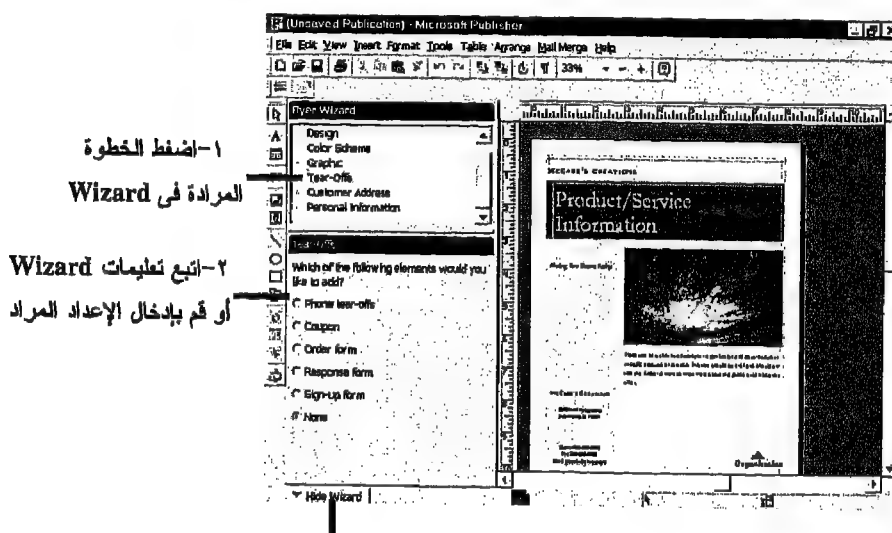 (Unsaved Publication) - Microsoft Publisher
File Edit View Insert Format Tools Table Arrange Mail Merge Help
33%
Flyer Wizard
Design
Color Scheme
Graphic
Tear-Offs
Customer Address
Personal Information
Tear-Offs
Which of the following elements would you
like to add?
Phone tear-offs
Coupon
Order form
Response form
Sign-up form
None
Hide Wizard
Product/Service
Information
Organization
١-اضغط الخطوة
المرادة في Wizard
٢-اتبع تعليمات Wizard
أو قم بإدخال الإعداد المراد